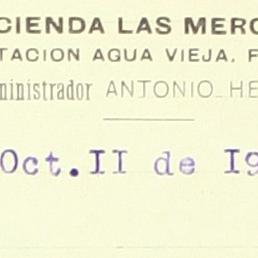 CIENDA LAS MERC
TACION AGUA VIEJA, F
ministrador ANTONIO HE
Oct.II de 19